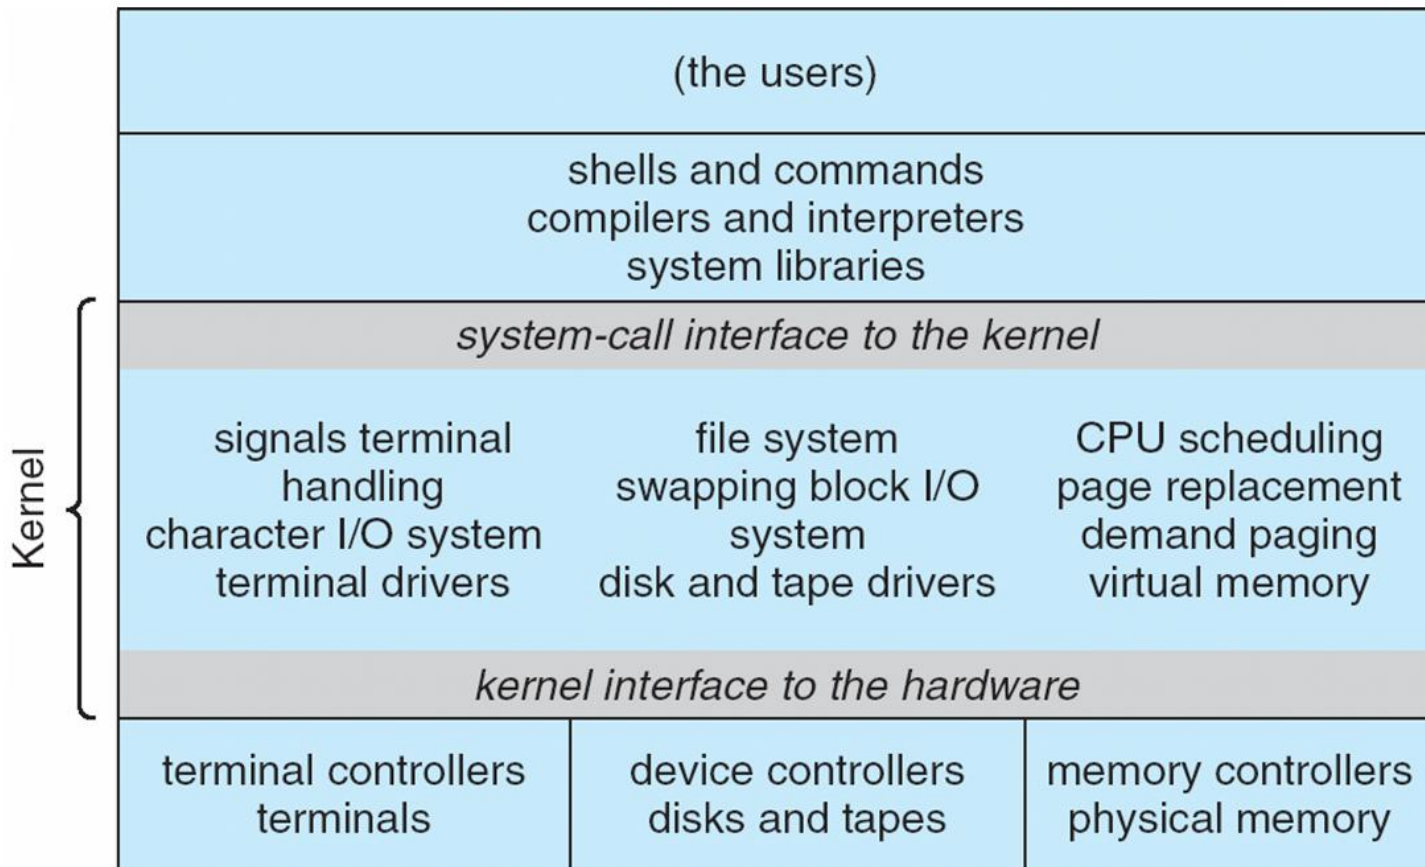 (the users)
shells and commands
compilers and interpreters
system libraries
system-call interface to the kernel
Kernel
signals terminal
handling
character I/O system
terminal drivers
file system
swapping block I/O
system
disk and tape drivers
CPU scheduling
page replacement
demand paging
virtual memory
kernel interface to the hardware
terminal controllers
terminals
device controllers
disks and tapes
memory controllers
physical memory